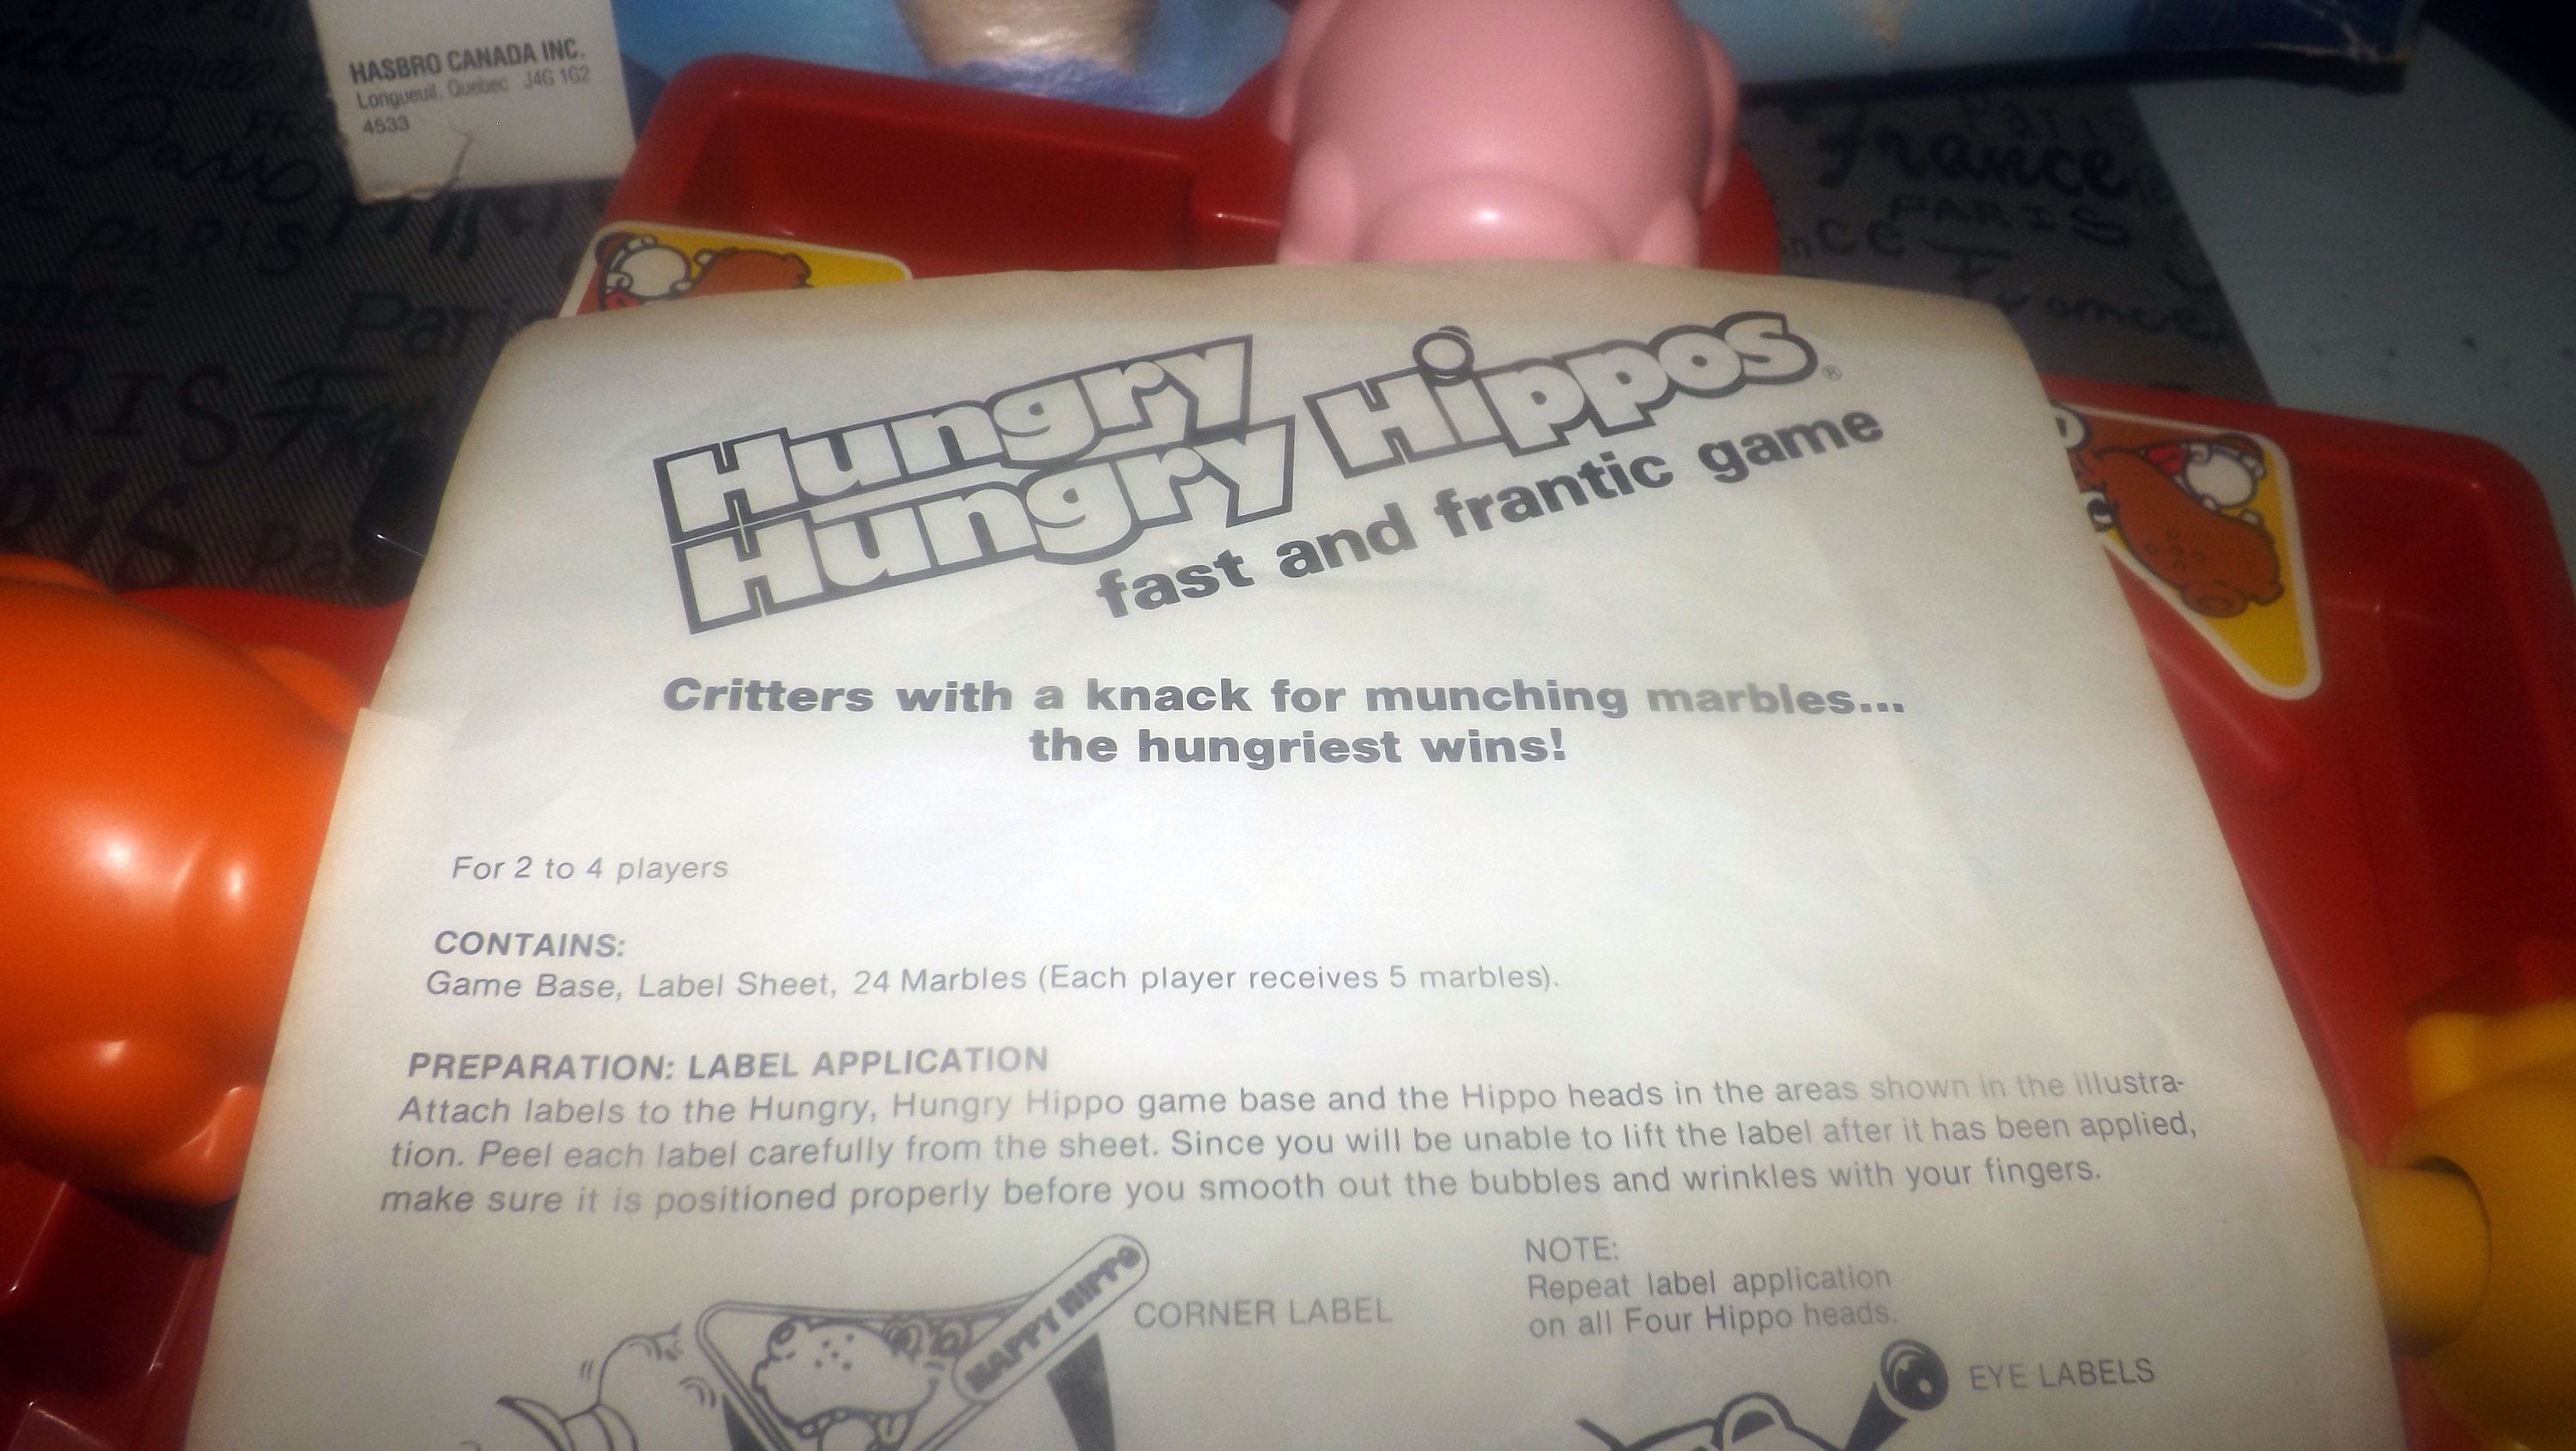 HASBRO CANADA INC.
Longueuil, Quebec J4G 1G2
4533
France
PARIS
PARIS
Paris
Hungry
Hungry Hippos®
fast and frantic game
Critters with a knack for munching marbles...
the hungriest wins!
For 2 to 4 players
CONTAINS:
Game Base, Label Sheet, 24 Marbles (Each player receives 5 marbles).
PREPARATION: LABEL APPLICATION
Attach labels to the Hungry, Hungry Hippo game base and the Hippo heads in the areas shown in the illustra-
tion. Peel each label carefully from the sheet. Since you will be unable to lift the label after it has been applied,
make sure it is positioned properly before you smooth out the bubbles and wrinkles with your fingers.
HAPPY HIPPO
CORNER LABEL
NOTE:
Repeat label application
on all Four Hippo heads.
EYE LABELS